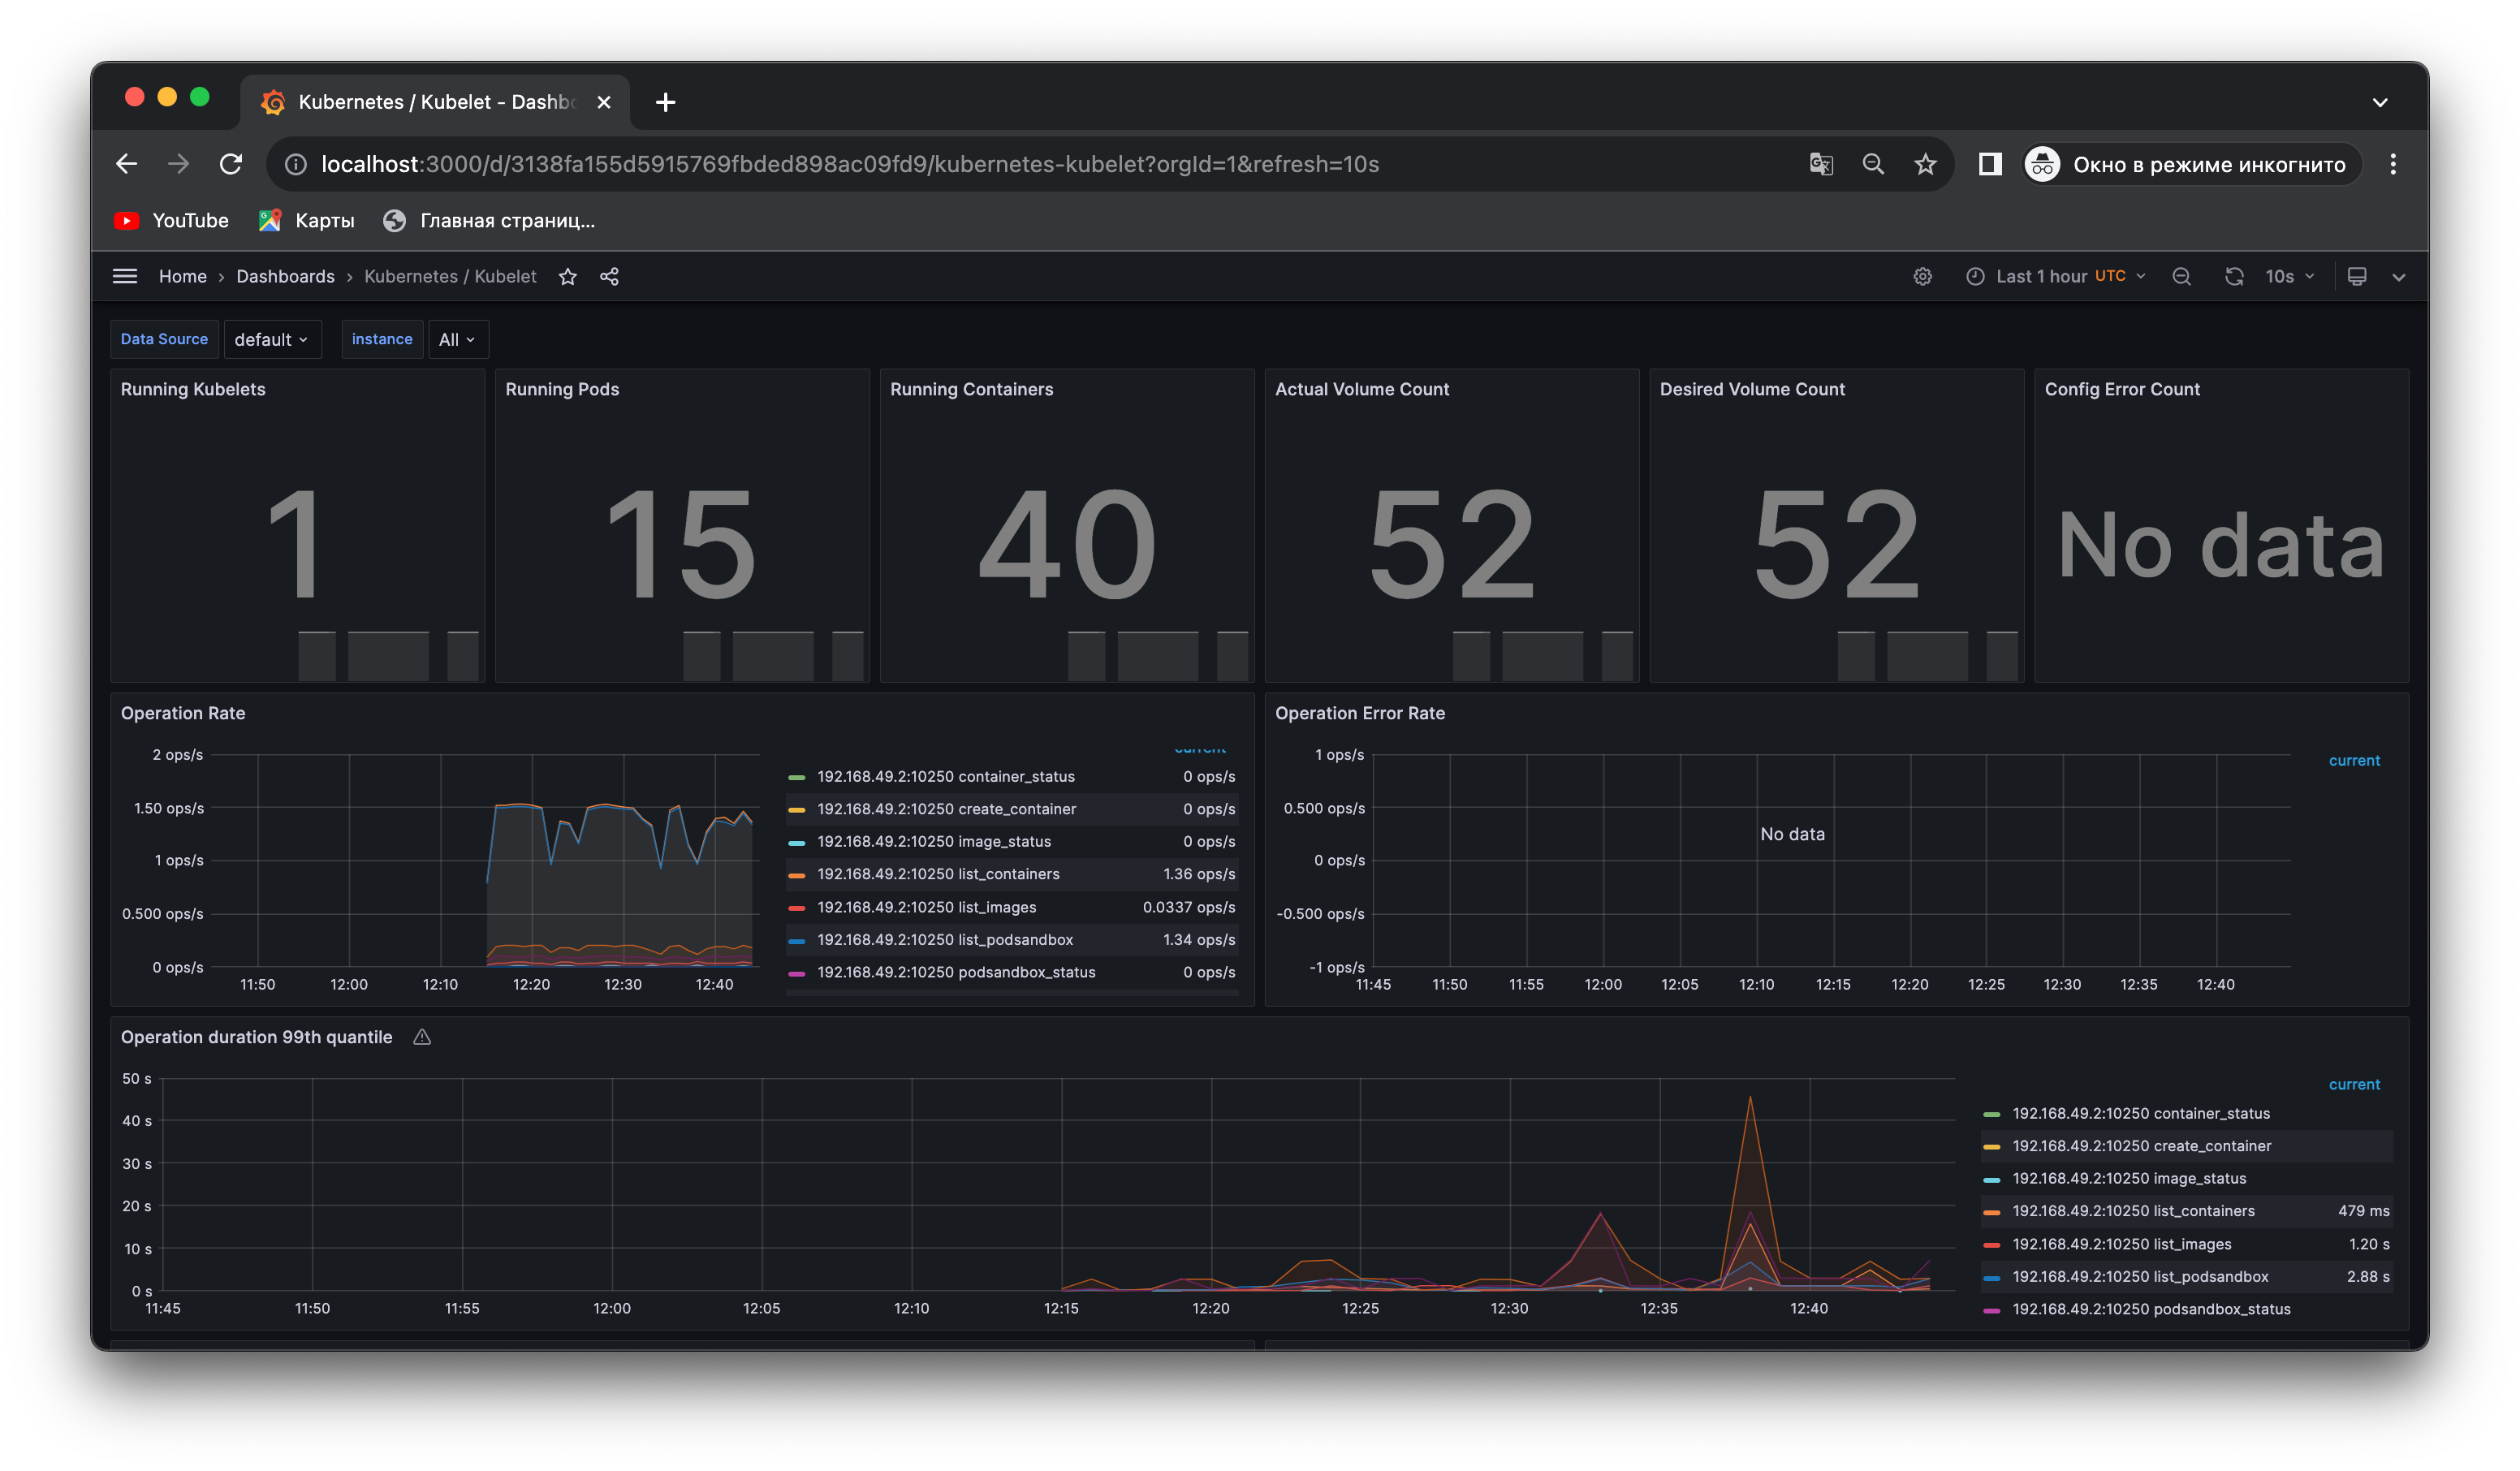 Kubernetes / Kubelet - Dashb
localhost:3000/d/3138fa155d5915769fbded898ac09fd9/kubernetes-kubelet?orgId=1&refresh=10s
Окно в режиме инкогнито
YouTube
Карты
Главная страниц...
Home › Dashboards › Kubernetes / Kubelet
Last 1 hour UTC
10s
Data Source
default
instance
All
Running Kubelets
1
Running Pods
15
Running Containers
40
Actual Volume Count
52
Desired Volume Count
52
Config Error Count
No data
Operation Rate
2 ops/s
1.50 ops/s
1 ops/s
0.500 ops/s
0 ops/s
11:50 12:00 12:10 12:20 12:30 12:40
current
192.168.49.2:10250 container_status 0 ops/s
192.168.49.2:10250 create_container 0 ops/s
192.168.49.2:10250 image_status 0 ops/s
192.168.49.2:10250 list_containers 1.36 ops/s
192.168.49.2:10250 list_images 0.0337 ops/s
192.168.49.2:10250 list_podsandbox 1.34 ops/s
192.168.49.2:10250 podsandbox_status 0 ops/s
Operation Error Rate
1 ops/s
0.500 ops/s
0 ops/s
-0.500 ops/s
-1 ops/s
No data
11:45 11:50 11:55 12:00 12:05 12:10 12:15 12:20 12:25 12:30 12:35 12:40
current
Operation duration 99th quantile
50 s
40 s
30 s
20 s
10 s
0 s
11:45 11:50 11:55 12:00 12:05 12:10 12:15 12:20 12:25 12:30 12:35 12:40
current
192.168.49.2:10250 container_status
192.168.49.2:10250 create_container
192.168.49.2:10250 image_status
192.168.49.2:10250 list_containers 479 ms
192.168.49.2:10250 list_images 1.20 s
192.168.49.2:10250 list_podsandbox 2.88 s
192.168.49.2:10250 podsandbox_status